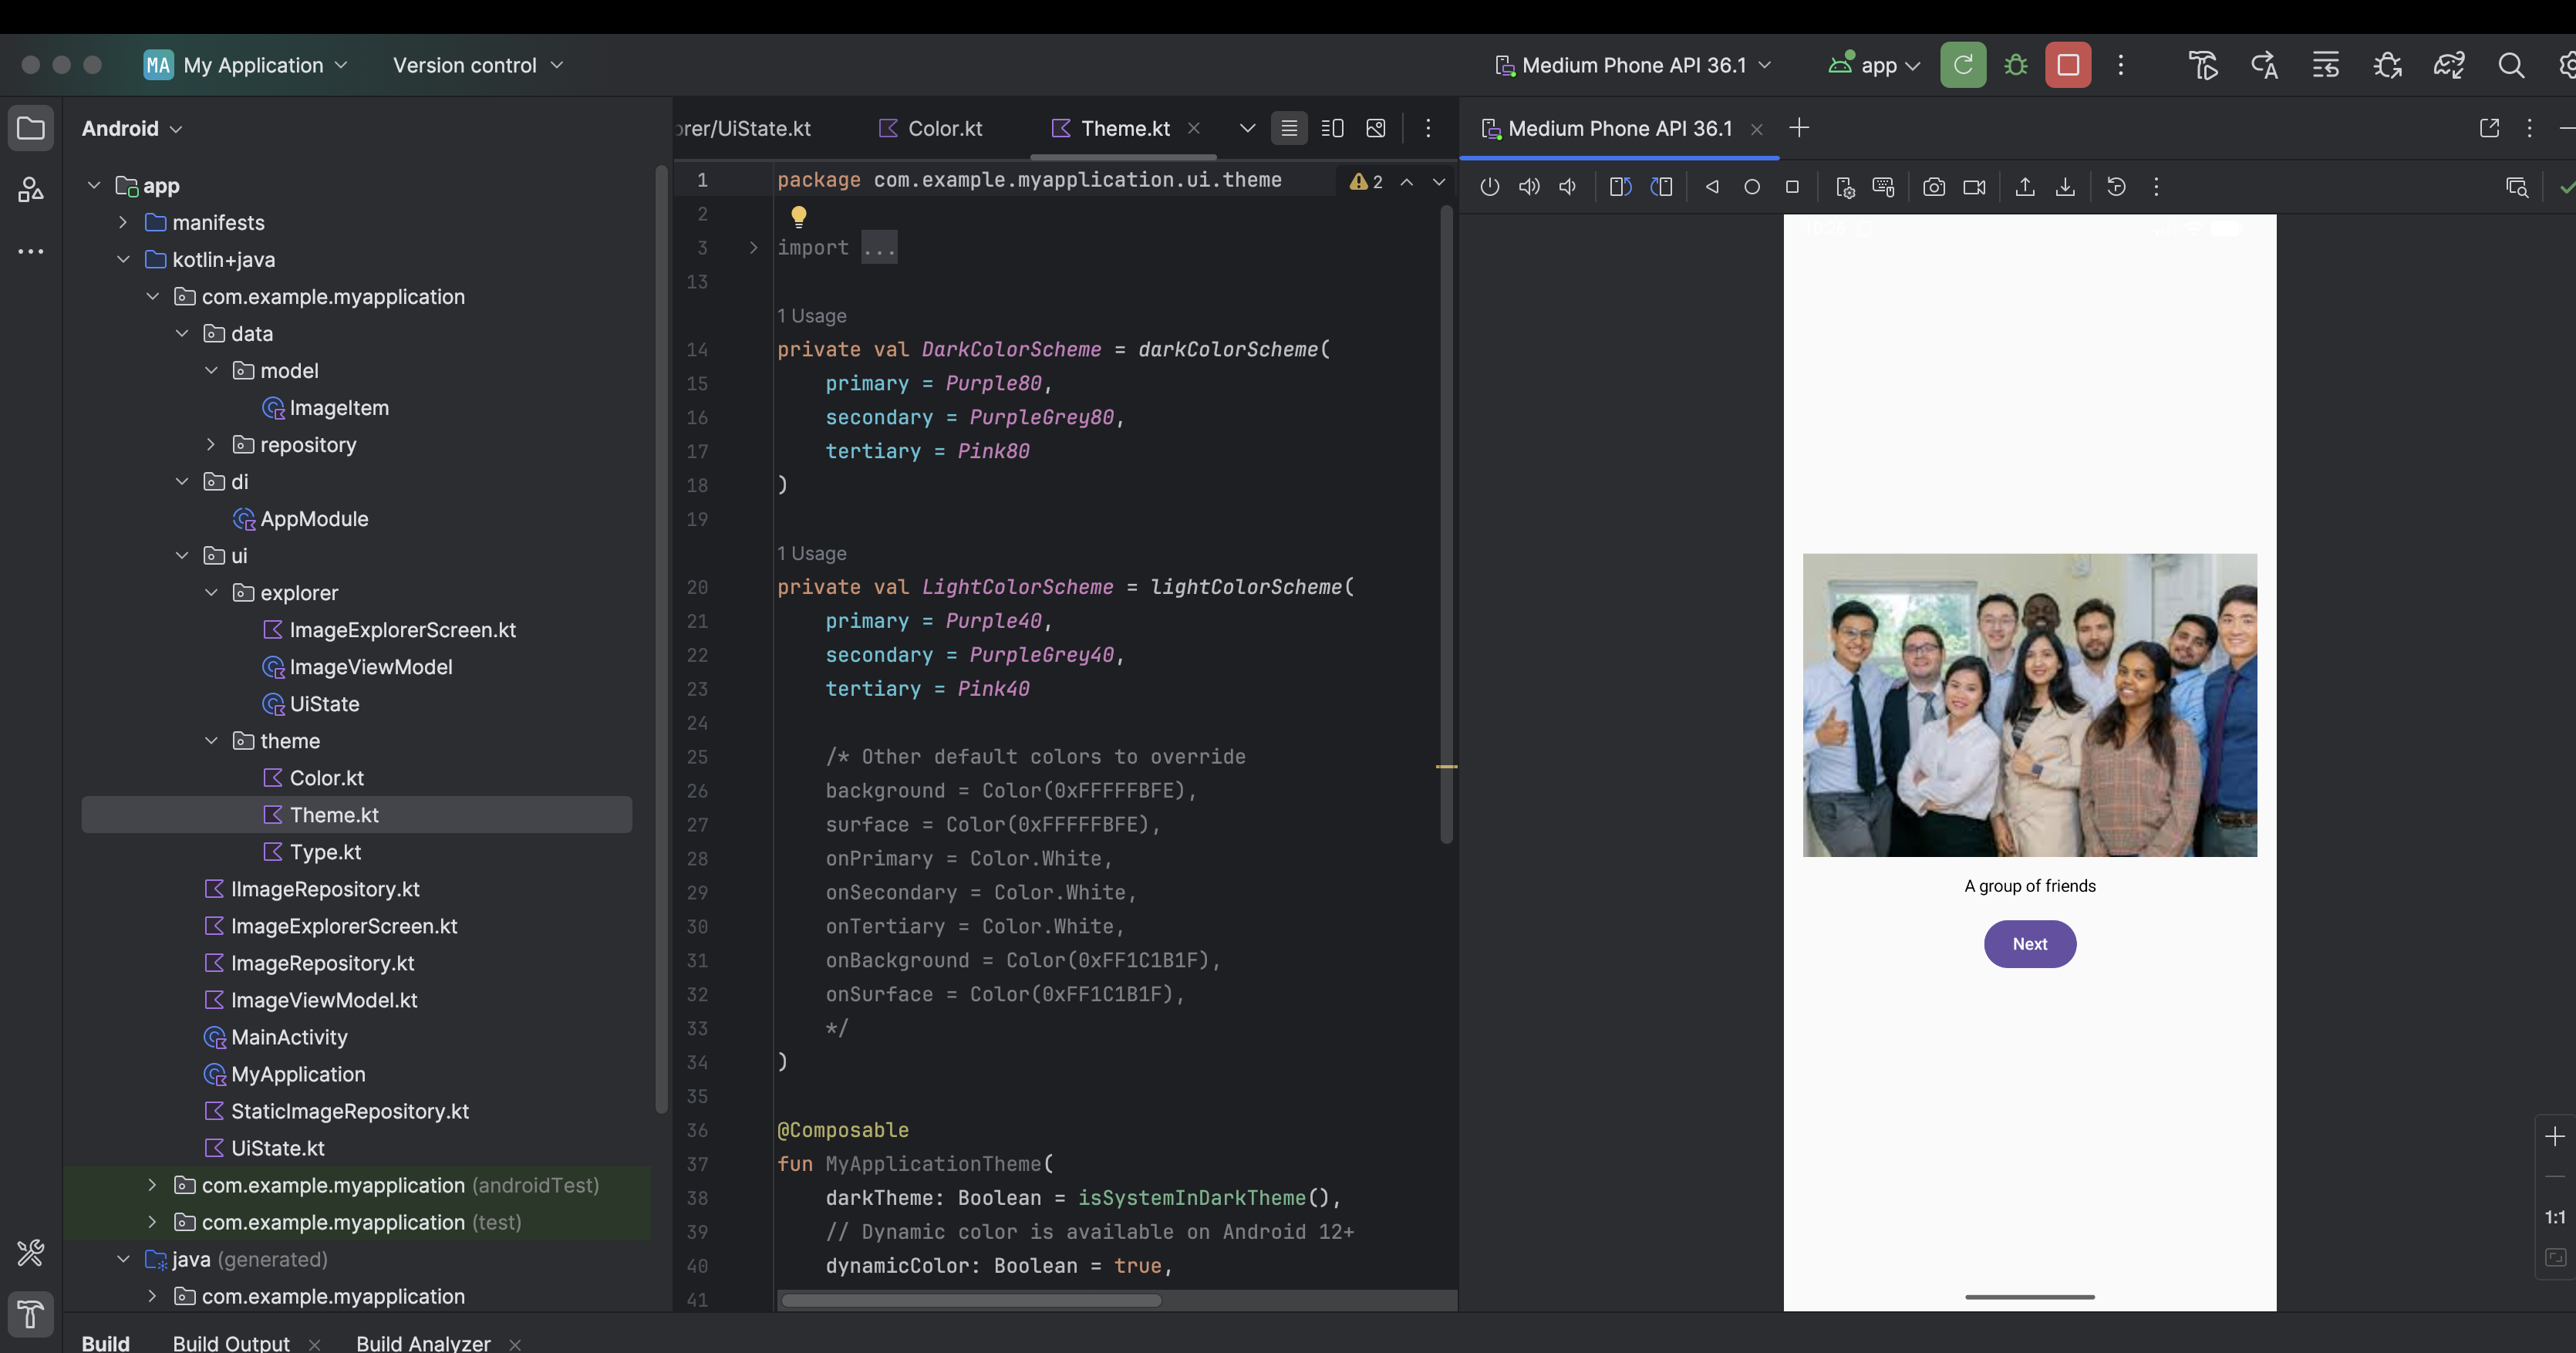 MA My Application Version control Medium Phone API 36.1 app
Android
app
manifests
kotlin+java
com.example.myapplication
data
model
ImageItem
repository
di
AppModule
ui
explorer
ImageExplorerScreen.kt
ImageViewModel
UiState
theme
Color.kt
Theme.kt
Type.kt
IImageRepository.kt
ImageExplorerScreen.kt
ImageRepository.kt
ImageViewModel.kt
MainActivity
MyApplication
StaticImageRepository.kt
UiState.kt
com.example.myapplication (androidTest)
com.example.myapplication (test)
java (generated)
com.example.myapplication
orer/UiState.kt Color.kt Theme.kt
1 package com.example.myapplication.ui.theme 2
2
3 import ...
13
1 Usage
14 private val DarkColorScheme = darkColorScheme(
15 primary = Purple80,
16 secondary = PurpleGrey80,
17 tertiary = Pink80
18 )
19
1 Usage
20 private val LightColorScheme = lightColorScheme(
21 primary = Purple40,
22 secondary = PurpleGrey40,
23 tertiary = Pink40
24
25 /* Other default colors to override
26 background = Color(0xFFFFFBFE),
27 surface = Color(0xFFFFFBFE),
28 onPrimary = Color.White,
29 onSecondary = Color.White,
30 onTertiary = Color.White,
31 onBackground = Color(0xFF1C1B1F),
32 onSurface = Color(0xFF1C1B1F),
33 */
34 )
35
36 @Composable
37 fun MyApplicationTheme(
38 darkTheme: Boolean = isSystemInDarkTheme(),
39 // Dynamic color is available on Android 12+
40 dynamicColor: Boolean = true,
41
Medium Phone API 36.1
A group of friends
Next
1:1
Build Build Output Build Analyzer